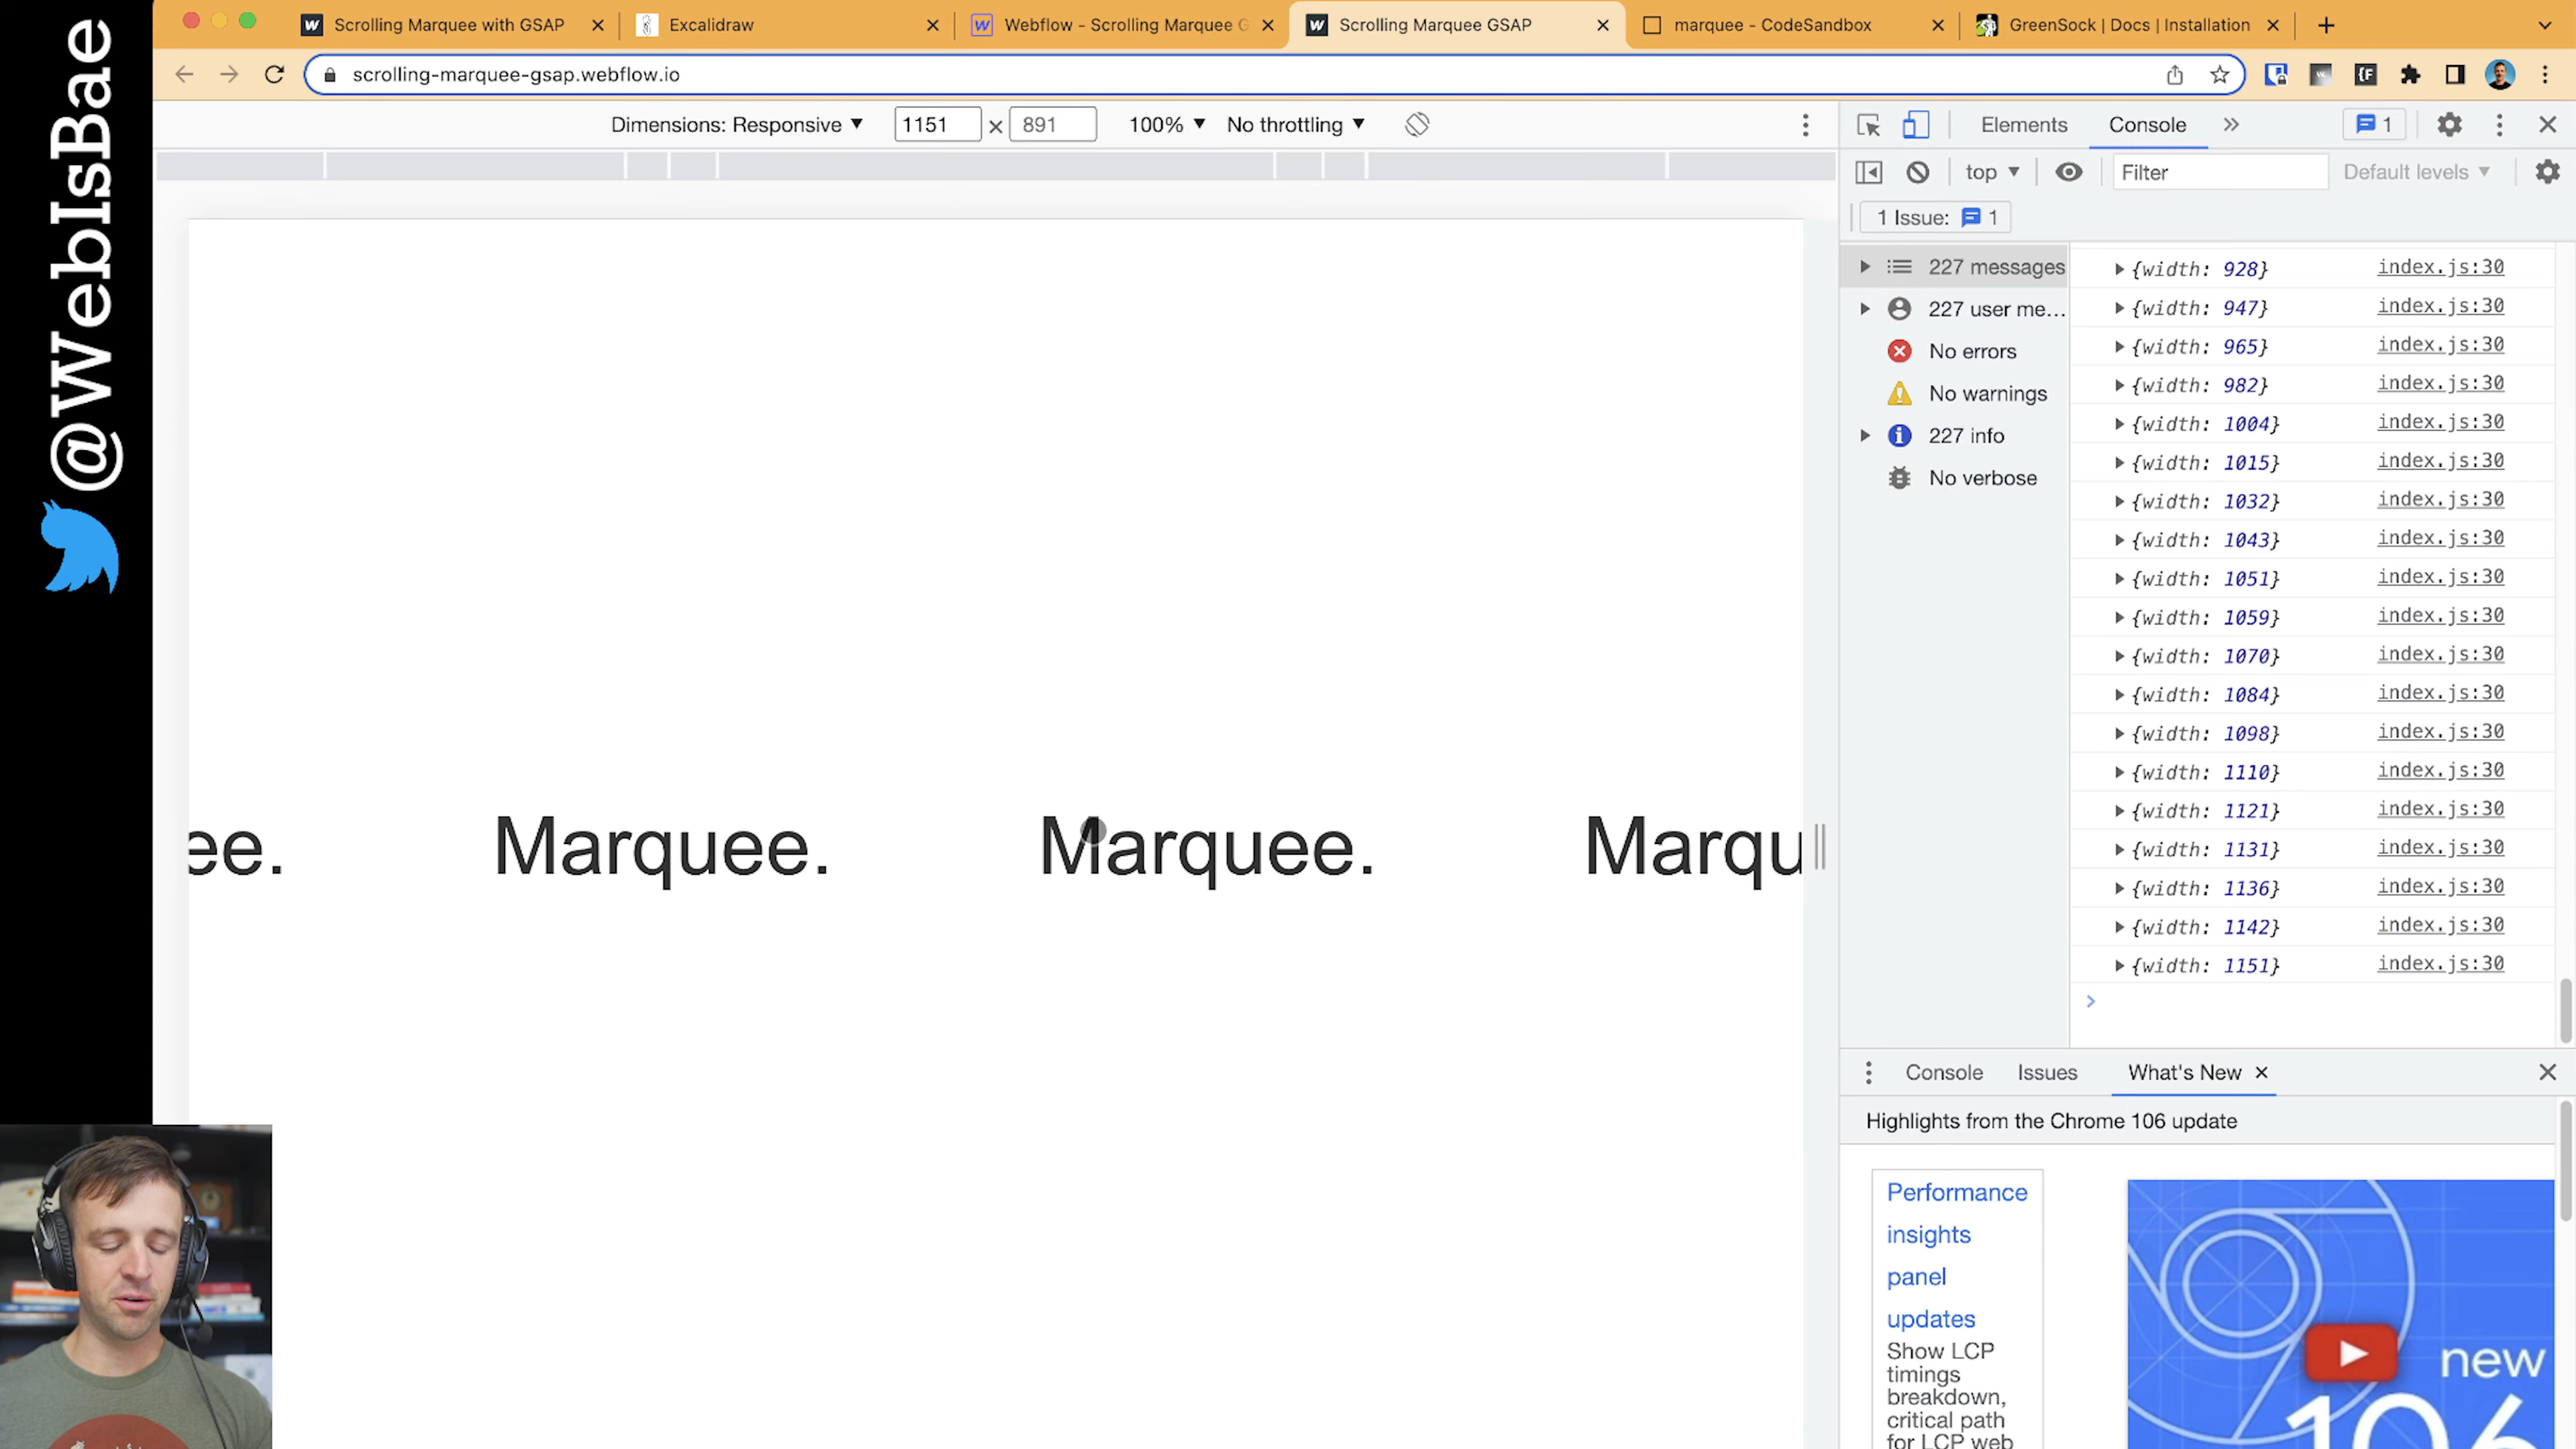 @WebIsBae
Scrolling Marquee with GSAP
Excalidraw
Webflow - Scrolling Marquee G
Scrolling Marquee GSAP
marquee - CodeSandbox
GreenSock | Docs | Installation
scrolling-marquee-gsap.webflow.io
Dimensions: Responsive
1151
×
891
100%
No throttling
Elements
Console
1
top
Filter
Default levels
1 Issue:
1
227 messages
227 user me...
No errors
No warnings
227 info
No verbose
{width: 928} index.js:30
{width: 947} index.js:30
{width: 965} index.js:30
{width: 982} index.js:30
{width: 1004} index.js:30
{width: 1015} index.js:30
{width: 1032} index.js:30
{width: 1043} index.js:30
{width: 1051} index.js:30
{width: 1059} index.js:30
{width: 1070} index.js:30
{width: 1084} index.js:30
{width: 1098} index.js:30
{width: 1110} index.js:30
{width: 1121} index.js:30
{width: 1131} index.js:30
{width: 1136} index.js:30
{width: 1142} index.js:30
{width: 1151} index.js:30
ee. Marquee. Marquee. Marqu
Console
Issues
What's New
Highlights from the Chrome 106 update
Performance
insights
panel
updates
Show LCP
timings
breakdown,
critical path
for LCP web
new
106